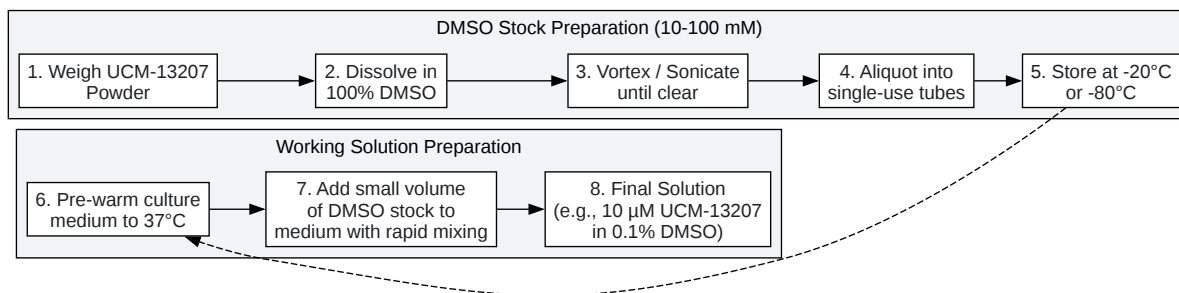 DMSO Stock Preparation (10-100 mM)
1. Weigh UCM-13207
Powder
2. Dissolve in
100% DMSO
3. Vortex / Sonicate
until clear
4. Aliquot into
single-use tubes
5. Store at -20°C
or -80°C
Working Solution Preparation
6. Pre-warm culture
medium to 37°C
7. Add small volume
of DMSO stock to
medium with rapid mixing
8. Final Solution
(e.g., 10 µM UCM-13207
in 0.1% DMSO)